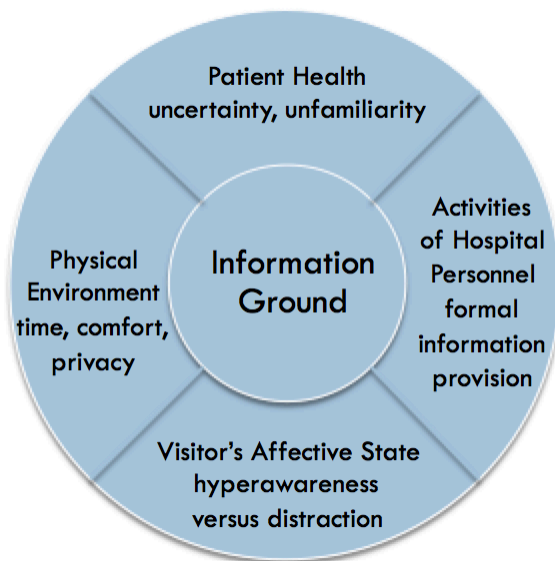 Patient Health
uncertainty, unfamiliarity
Activities
of Hospital
Personnel
formal
information
provision
Information
Ground
Physical
Environment
time, comfort,
privacy
Visitor's Affective State
hyperawareness
versus distraction